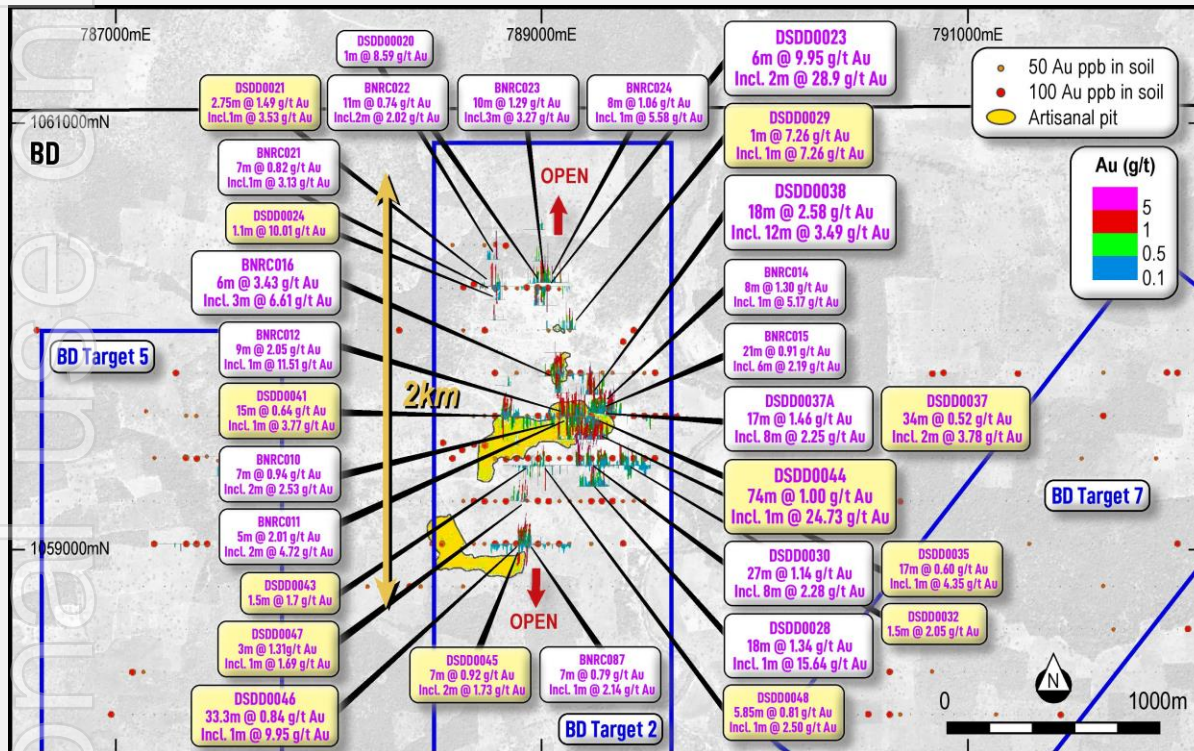 787000mE
789000mE
791000mE
1061000mN
1059000mN
BD
DSDD00020
1m @ 8.59 g/t Au
DSDD0021
2.75m @ 1.49 g/t Au
Incl.1m @ 3.53 g/t Au
BNRC022
11m @ 0.74 g/t Au
Incl.2m @ 2.02 g/t Au
BNRC023
10m @ 1.29 g/t Au
Incl.3m @ 3.27 g/t Au
BNRC024
8m @ 1.06 g/t Au
Incl. 1m @ 5.58 g/t Au
DSDD0023
6m @ 9.95 g/t Au
Incl. 2m @ 28.9 g/t Au
50 Au ppb in soil
100 Au ppb in soil
Artisanal pit
Au (g/t)
5
1
0.5
0.1
BNRC021
7m @ 0.82 g/t Au
Incl.1m @ 3.13 g/t Au
DSDD0029
1m @ 7.26 g/t Au
Incl. 1m @ 7.26 g/t Au
DSDD0024
1.1m @ 10.01 g/t Au
OPEN
DSDD0038
18m @ 2.58 g/t Au
Incl. 12m @ 3.49 g/t Au
BNRC016
6m @ 3.43 g/t Au
Incl. 3m @ 6.61 g/t Au
BNRC014
8m @ 1.30 g/t Au
Incl. 1m @ 5.17 g/t Au
BD Target 5
BNRC012
9m @ 2.05 g/t Au
Incl. 1m @ 11.51 g/t Au
2km
BNRC015
21m @ 0.91 g/t Au
Incl. 6m @ 2.19 g/t Au
DSDD0041
15m @ 0.64 g/t Au
Incl. 1m @ 3.77 g/t Au
DSDD0037A
17m @ 1.46 g/t Au
Incl. 8m @ 2.25 g/t Au
DSDD0037
34m @ 0.52 g/t Au
Incl. 2m @ 3.78 g/t Au
BNRC010
7m @ 0.94 g/t Au
Incl. 2m @ 2.53 g/t Au
DSDD0044
74m @ 1.00 g/t Au
Incl. 1m @ 24.73 g/t Au
BD Target 7
BNRC011
5m @ 2.01 g/t Au
Incl. 2m @ 4.72 g/t Au
DSDD0030
27m @ 1.14 g/t Au
Incl. 8m @ 2.28 g/t Au
DSDD0035
17m @ 0.60 g/t Au
Incl. 1m @ 4.35 g/t Au
DSDD0043
1.5m @ 1.7 g/t Au
DSDD0032
1.5m @ 2.05 g/t Au
OPEN
DSDD0047
3m @ 1.31g/t Au
Incl. 1m @ 1.69 g/t Au
DSDD0028
18m @ 1.34 g/t Au
Incl. 1m @ 15.64 g/t Au
DSDD0045
7m @ 0.92 g/t Au
Incl. 2m @ 1.73 g/t Au
BNRC087
7m @ 0.79 g/t Au
Incl. 1m @ 2.14 g/t Au
DSDD0046
33.3m @ 0.84 g/t Au
Incl. 1m @ 9.95 g/t Au
DSDD0048
5.85m @ 0.81 g/t Au
Incl. 1m @ 2.50 g/t Au
BD Target 2
N
0
1000m